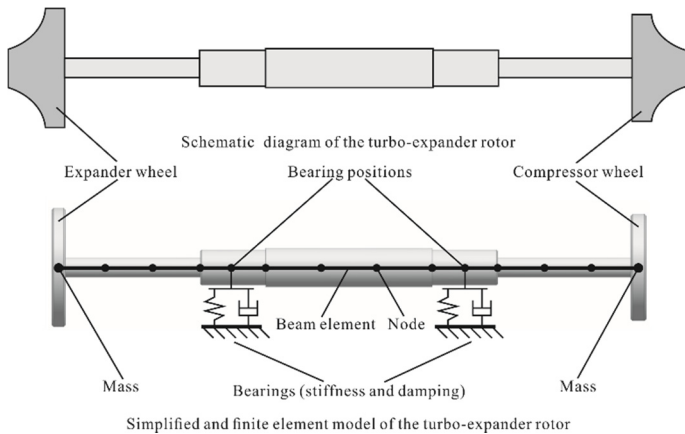 Schematic diagram of the turbo-expander rotor
Expander wheel
Bearing positions
Compressor wheel
Beam element
Node
Mass
Bearings (stiffness and damping)
Mass
Simplified and finite element model of the turbo-expander rotor